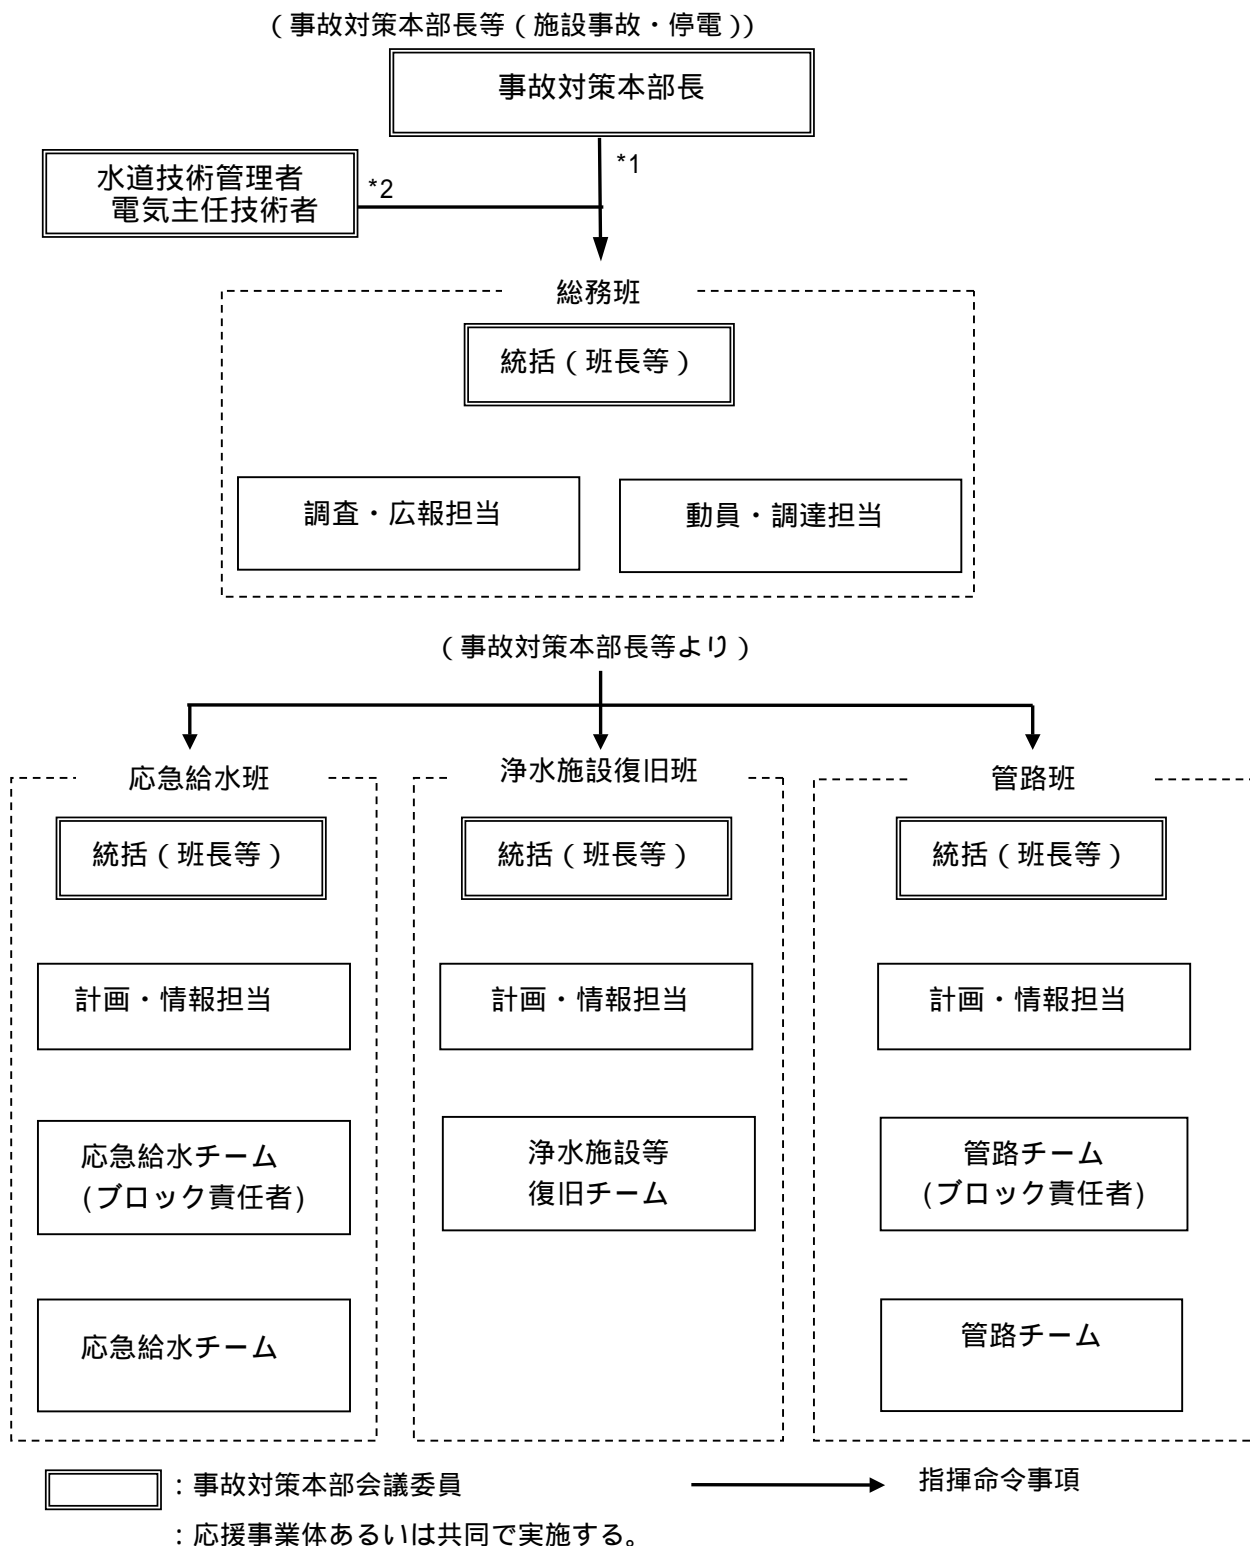 （事故対策本部長等（施設事故・停電））
事故対策本部長
*1
水道技術管理者
電気主任技術者
*2
総務班
統括（班長等）
調査・広報担当
動員・調達担当
（事故対策本部長等より）
応急給水班
浄水施設復旧班
管路班
統括（班長等）
統括（班長等）
統括（班長等）
計画・情報担当
計画・情報担当
計画・情報担当
応急給水チーム
(ブロック責任者)
浄水施設等
復旧チーム
管路チーム
(ブロック責任者)
応急給水チーム
管路チーム
：事故対策本部会議委員
指揮命令事項
：応援事業体あるいは共同で実施する。